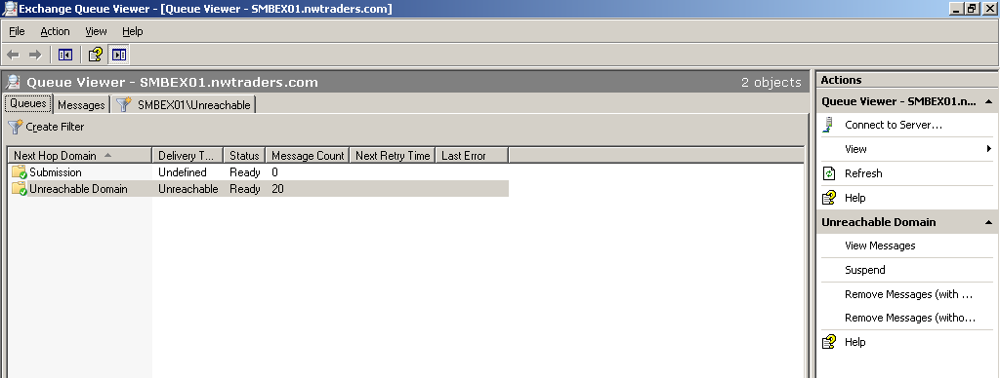 Exchange Queue Viewer - [Queue Viewer - SMBEX01.nwtraders.com]
File Action View Help
Queue Viewer - SMBEX01.nwtraders.com 2 objects
Queues Messages SMBEX01\Unreachable
Create Filter
Next Hop Domain Delivery T... Status Message Count Next Retry Time Last Error
Submission Undefined Ready 0
Unreachable Domain Unreachable Ready 20
Actions
Queue Viewer - SMBEX01.n...
Connect to Server...
View
Refresh
Help
Unreachable Domain
View Messages
Suspend
Remove Messages (with ...
Remove Messages (witho...
Help